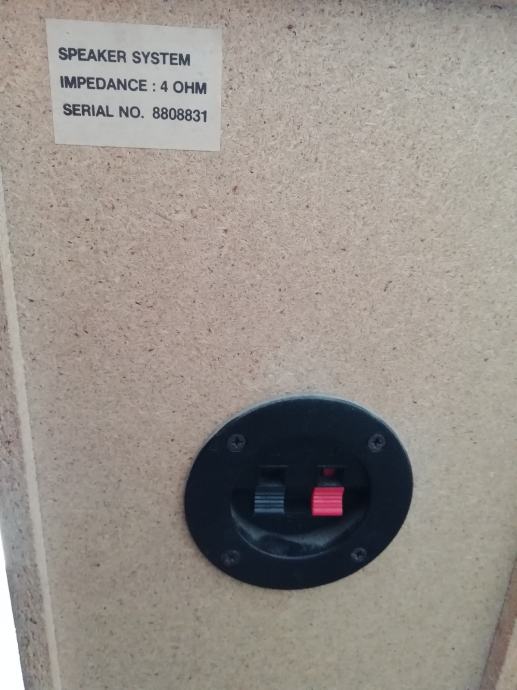 SPEAKER SYSTEM
IMPEDANCE : 4 OHM
SERIAL NO. 8808831